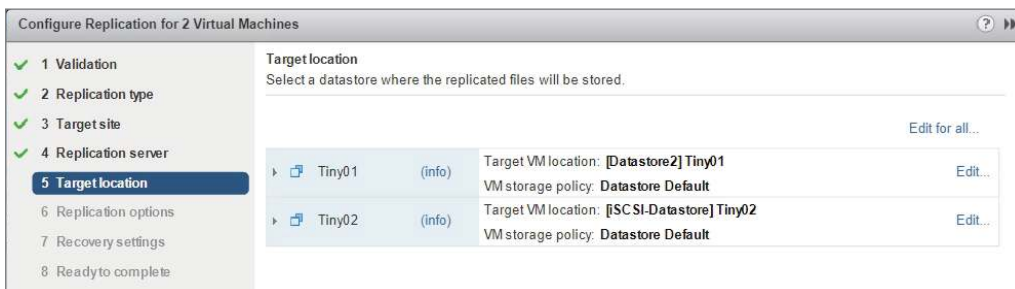 Configure Replication for 2 Virtual Machines
?
1 Validation
2 Replication type
3 Target site
4 Replication server
5 Target location
6 Replication options
7 Recovery settings
8 Ready to complete
Target location
Select a datastore where the replicated files will be stored.
Edit for all...
Tiny01 (info) Target VM location: [Datastore2] Tiny01 Edit...
VM storage policy: Datastore Default
Tiny02 (info) Target VM location: [iSCSI-Datastore] Tiny02 Edit...
VM storage policy: Datastore Default